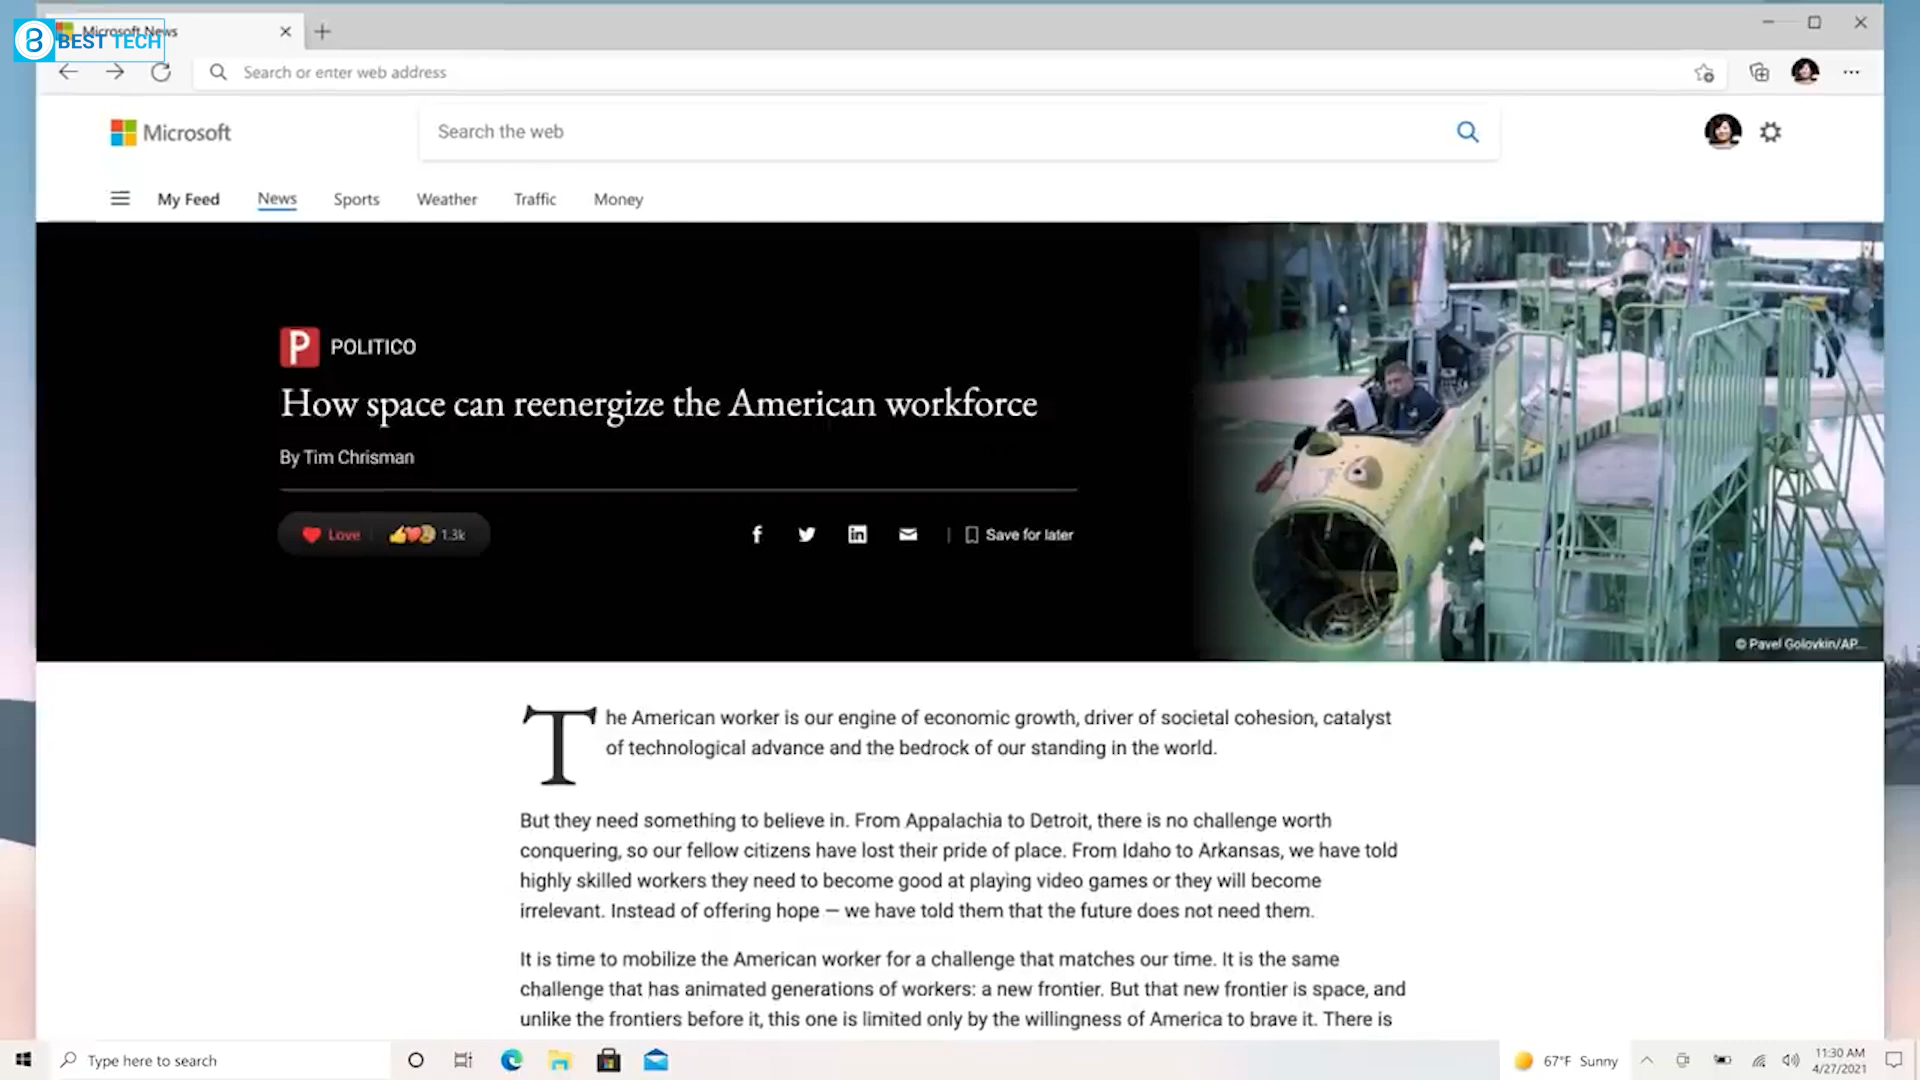 Microsoft News
BEST TECH
Search or enter web address
Microsoft
Search the web
My Feed News Sports Weather Traffic Money
POLITICO
How space can reenergize the American workforce
By Tim Chrisman
Love 1.3k
Save for later
© Pavel Golovkin/AP...
The American worker is our engine of economic growth, driver of societal cohesion, catalyst
of technological advance and the bedrock of our standing in the world.
But they need something to believe in. From Appalachia to Detroit, there is no challenge worth
conquering, so our fellow citizens have lost their pride of place. From Idaho to Arkansas, we have told
highly skilled workers they need to become good at playing video games or they will become
irrelevant. Instead of offering hope — we have told them that the future does not need them.
It is time to mobilize the American worker for a challenge that matches our time. It is the same
challenge that has animated generations of workers: a new frontier. But that new frontier is space, and
unlike the frontiers before it, this one is limited only by the willingness of America to brave it. There is
Type here to search
67°F Sunny
11:30 AM
4/27/2021